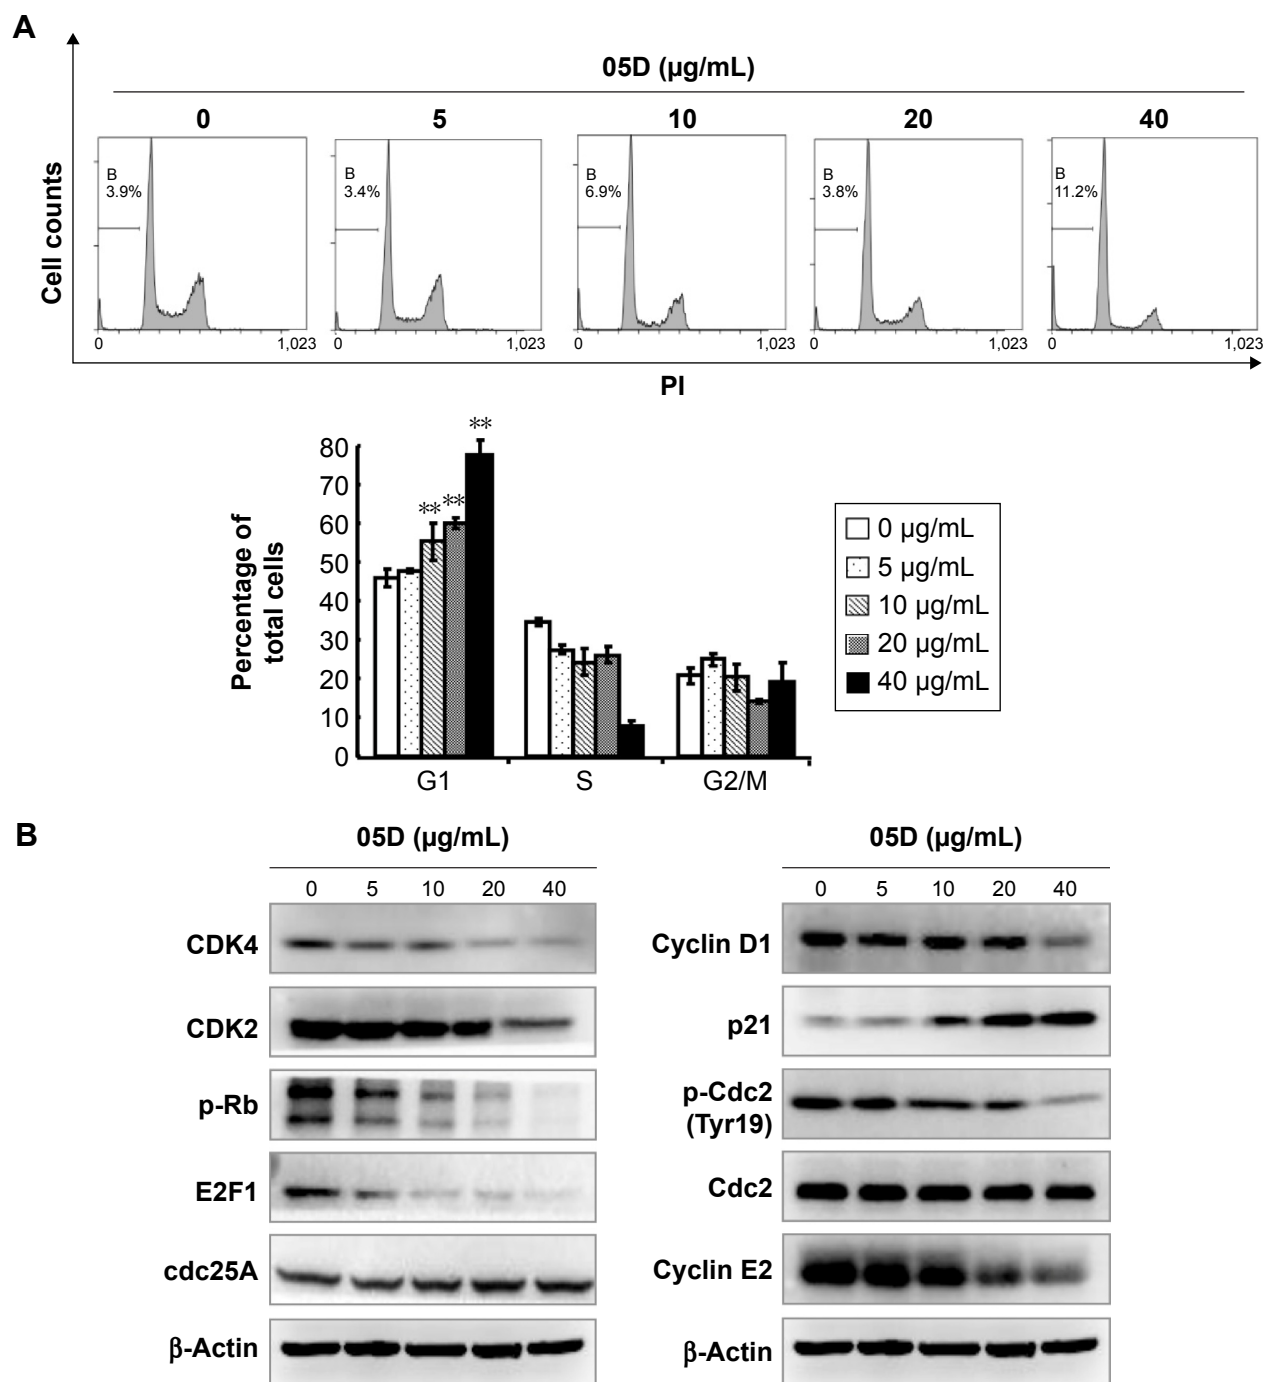 A
05D (µg/mL)
0 5 10 20 40
Cell counts
B B B B B
3.9% 3.4% 6.9% 3.8% 11.2%
0 1,023 0 1,023 0 1,023 0 1,023 0 1,023
PI
Percentage of
total cells
80
70
60
50
40
30
20
10
0
** ** **
G1 S G2/M
0 µg/mL
5 µg/mL
10 µg/mL
20 µg/mL
40 µg/mL
B
05D (µg/mL)
0 5 10 20 40
CDK4
CDK2
p-Rb
E2F1
cdc25A
β-Actin
05D (µg/mL)
0 5 10 20 40
Cyclin D1
p21
p-Cdc2
(Tyr19)
Cdc2
Cyclin E2
β-Actin